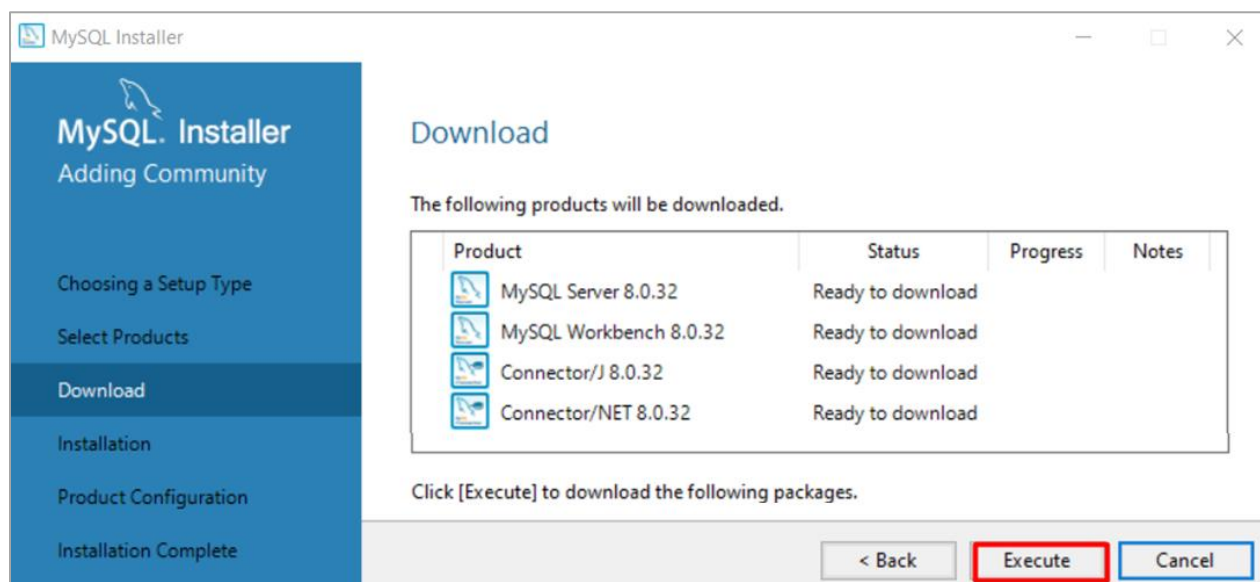 MySQL Installer
MySQL. Installer
Adding Community
Choosing a Setup Type
Select Products
Download
Installation
Product Configuration
Installation Complete
Download
The following products will be downloaded.
Product Status Progress Notes
MySQL Server 8.0.32 Ready to download
MySQL Workbench 8.0.32 Ready to download
Connector/J 8.0.32 Ready to download
Connector/NET 8.0.32 Ready to download
Click [Execute] to download the following packages.
< Back Execute Cancel